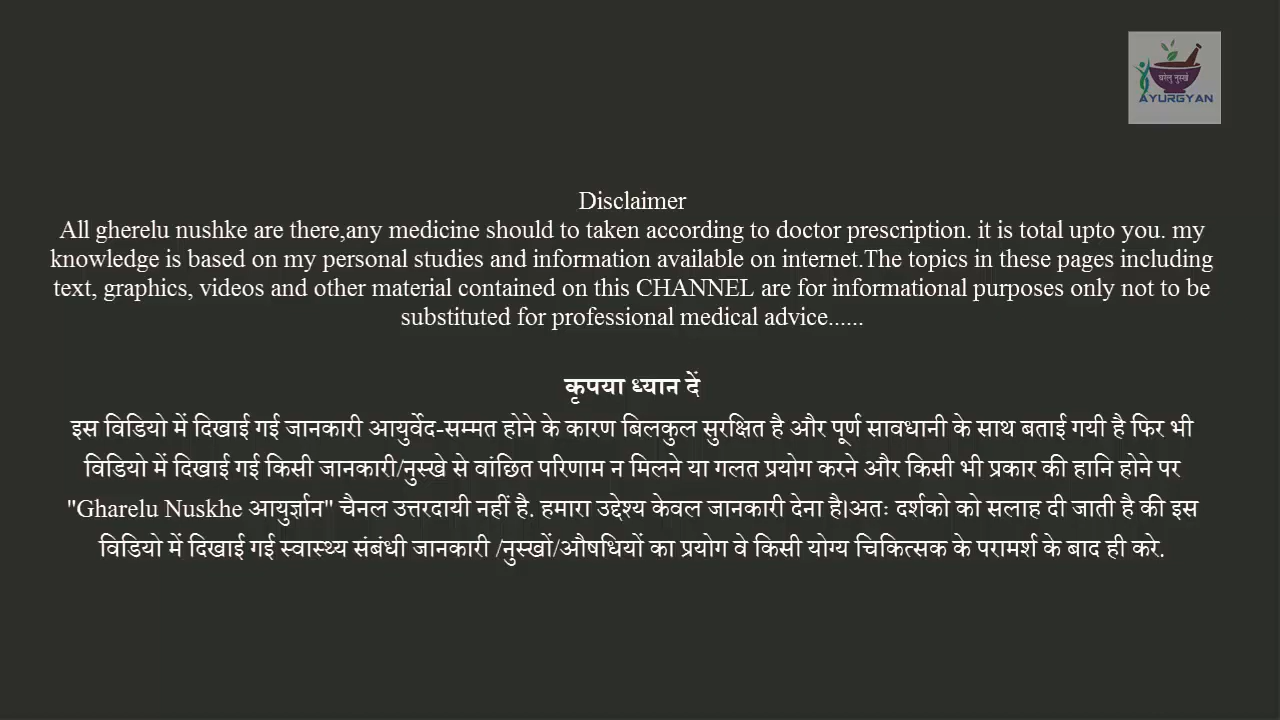 घरेलु नुस्खे
AYURGYAN
Disclaimer
All gherelu nushke are there,any medicine should to taken according to doctor prescription. it is total upto you. my
knowledge is based on my personal studies and information available on internet.The topics in these pages including
text, graphics, videos and other material contained on this CHANNEL are for informational purposes only not to be
substituted for professional medical advice......
कृपया ध्यान दें
इस विडियो में दिखाई गई जानकारी आयुर्वेद-सम्मत होने के कारण बिलकुल सुरक्षित है और पूर्ण सावधानी के साथ बताई गयी है फिर भी
विडियो में दिखाई गई किसी जानकारी/नुस्खे से वांछित परिणाम न मिलने या गलत प्रयोग करने और किसी भी प्रकार की हानि होने पर
"Gharelu Nuskhe आयुर्ज्ञान" चैनल उत्तरदायी नहीं है. हमारा उद्देश्य केवल जानकारी देना है।अतः दर्शको को सलाह दी जाती है की इस
विडियो में दिखाई गई स्वास्थ्य संबंधी जानकारी /नुस्खों/औषधियों का प्रयोग वे किसी योग्य चिकित्सक के परामर्श के बाद ही करे.